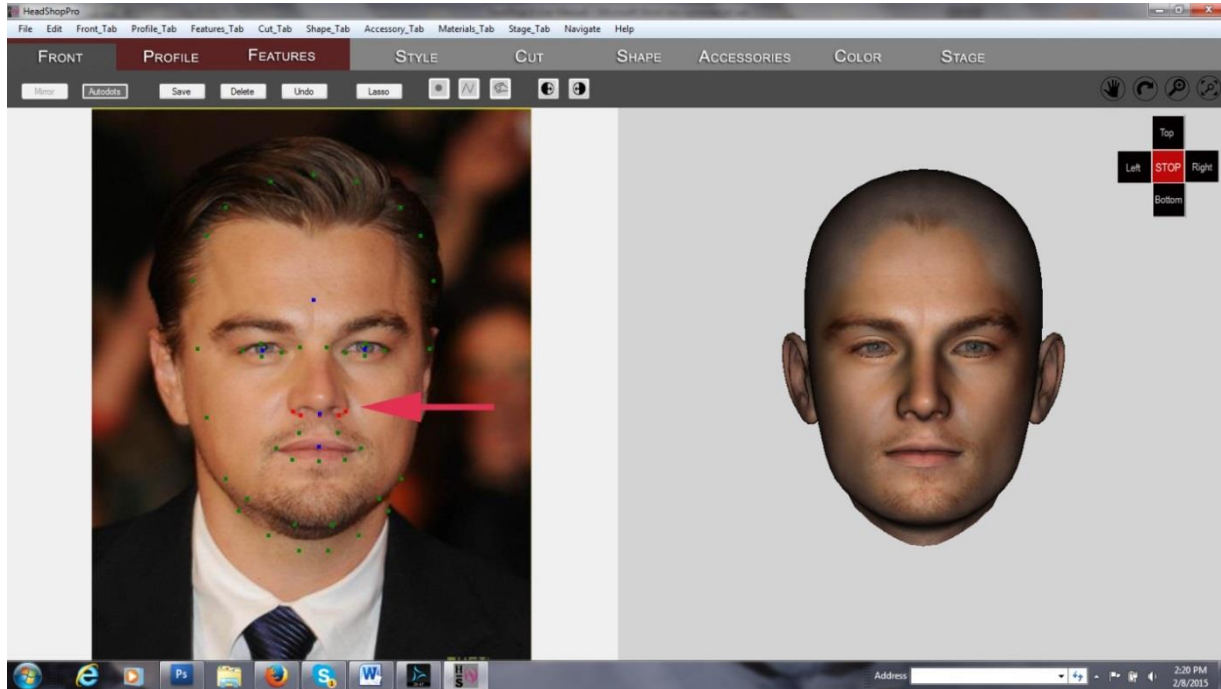 HeadShopPro
File Edit Front_Tab Profile_Tab Features_Tab Cut_Tab Shape_Tab Accessory_Tab Materials_Tab Stage_Tab Navigate Help
FRONT PROFILE FEATURES STYLE CUT SHAPE ACCESSORIES COLOR STAGE
Mirror Autodots Save Delete Undo Lasso
Top
Left STOP Right
Bottom
Ps S W HS
Address
2:20 PM
2/8/2015